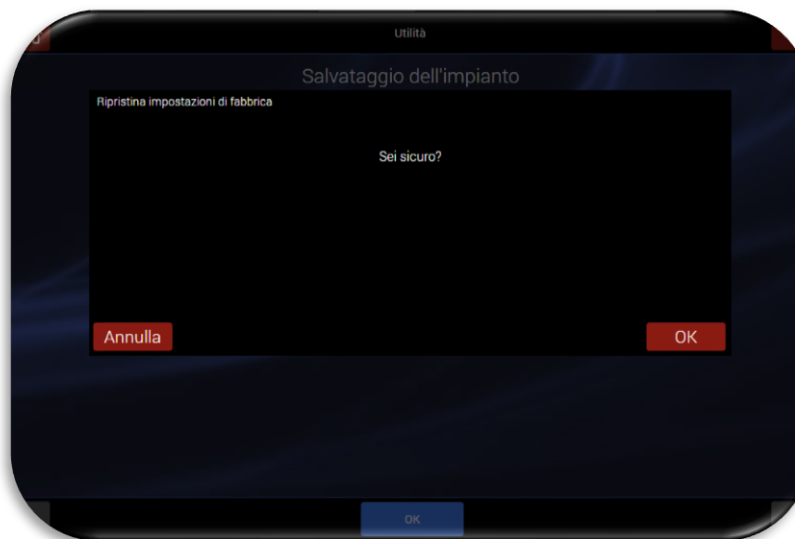 Utilità
Salvataggio dell'impianto
Ripristina impostazioni di fabbrica
Sei sicuro?
Annulla
OK
OK